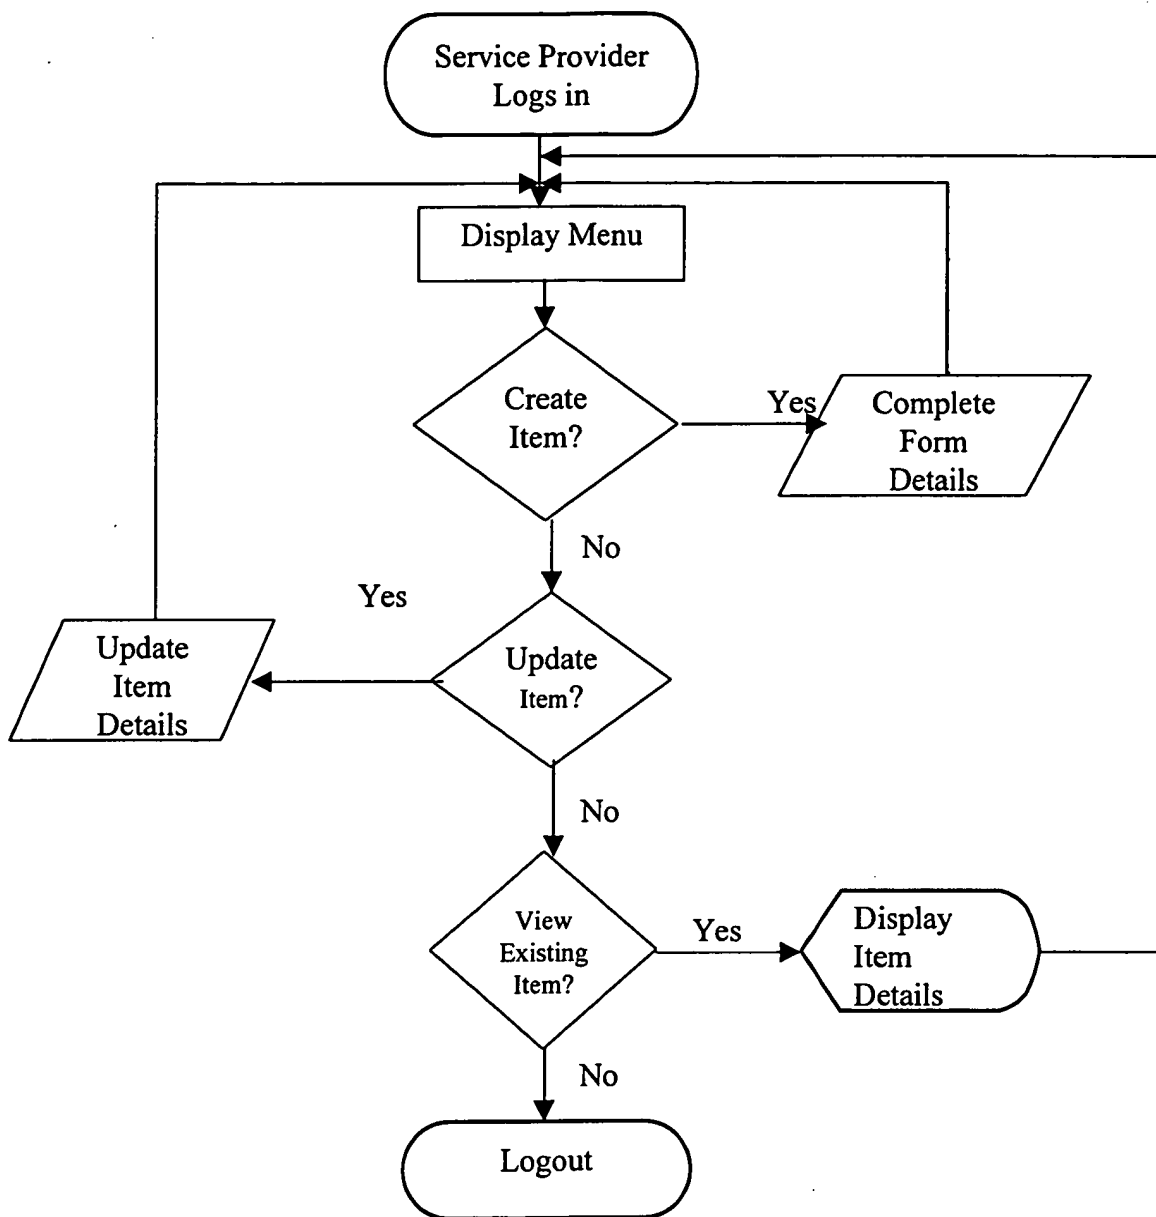 Service Provider
Logs in
Display Menu
Create
Item?
Yes
Complete
Form
Details
No
Yes
Update
Item
Details
Update
Item?
No
View
Existing
Item?
Yes
Display
Item
Details
No
Logout